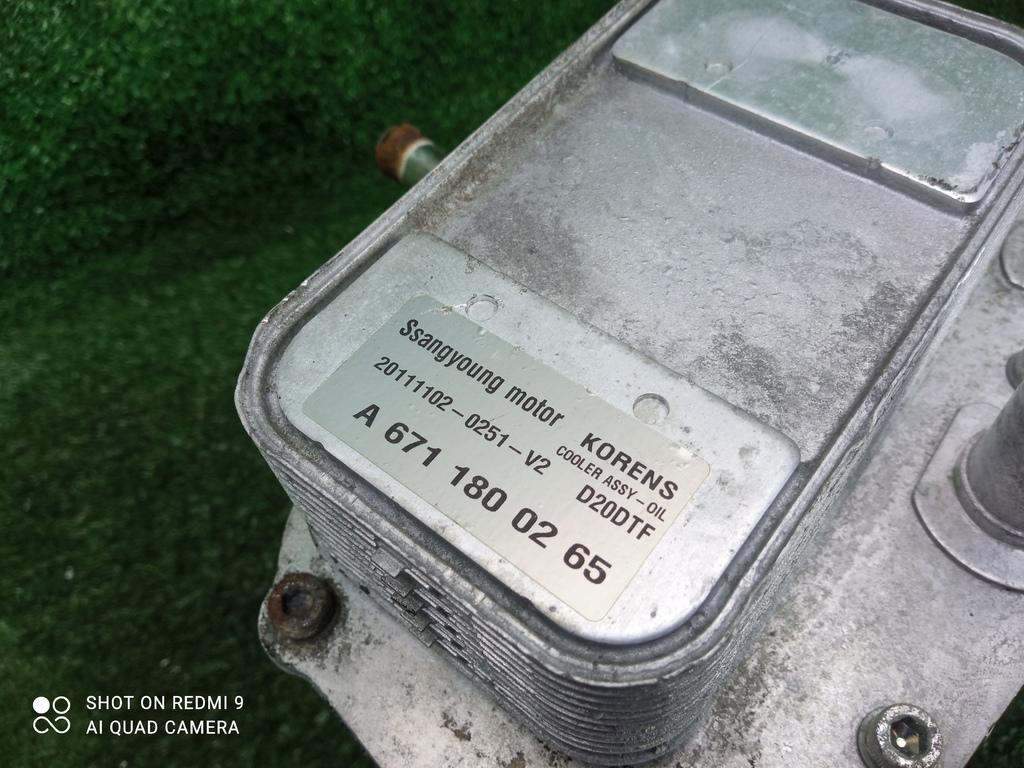 Ssangyoung motor
KORENS
20111102-0251-V2
COOLER ASSY-OIL
D20DTF
A 671 180 02 65
SHOT ON REDMI 9
AI QUAD CAMERA